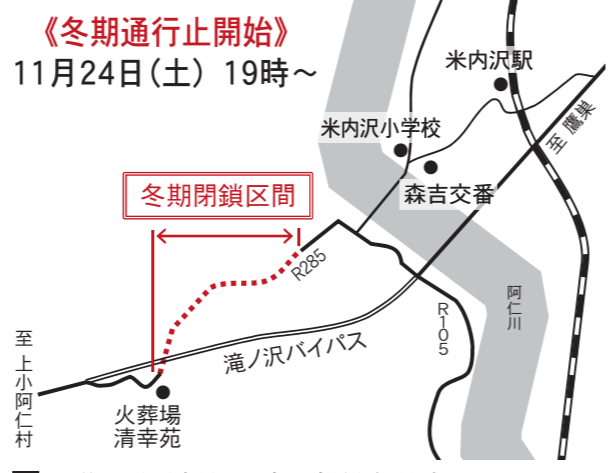 《冬期通行止開始》
11月24日(土) 19時～
米内沢駅
米内沢小学校
至 鷹巣
森吉交番
冬期閉鎖区間
R285
阿仁川
R105
滝ノ沢バイパス
至 上小阿仁村
火葬場
清幸苑